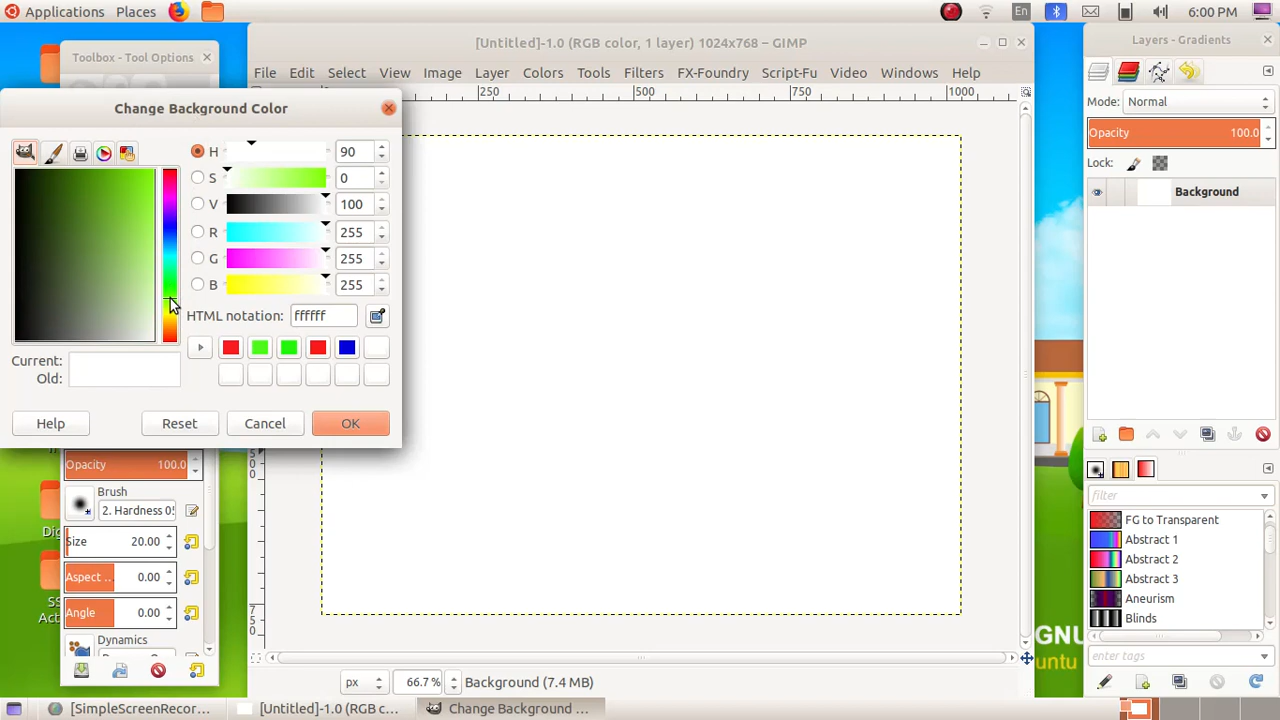 Applications Places En 6:00 PM
Toolbox - Tool Options
[Untitled]-1.0 (RGB color, 1 layer) 1024x768 – GIMP
Layers - Gradients
File Edit Select View Image Layer Colors Tools Filters FX-Foundry Script-Fu Video Windows Help
250 500 750 1000
Mode: Normal
Opacity 100.0
Lock:
Background
Change Background Color
H 90
S 0
V 100
R 255
G 255
B 255
HTML notation: ffffff
Current:
Old:
Help Reset Cancel OK
Opacity 100.0
Brush
2. Hardness 0
Size 20.00
Aspect ... 0.00
Angle 0.00
Dynamics
filter
FG to Transparent
Abstract 1
Abstract 2
Abstract 3
Aneurism
Blinds
enter tags
px 66.7 % Background (7.4 MB)
[SimpleScreenRecor... [Untitled]-1.0 (RGB c... Change Background ...